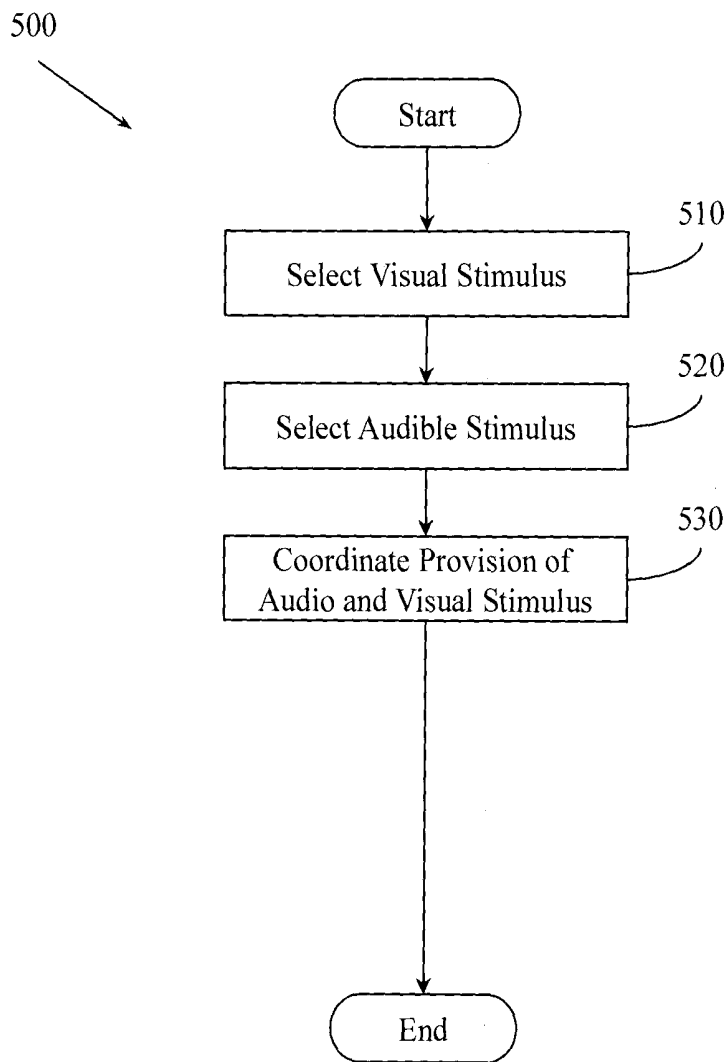 500
Start
510
Select Visual Stimulus
520
Select Audible Stimulus
530
Coordinate Provision of
Audio and Visual Stimulus
End